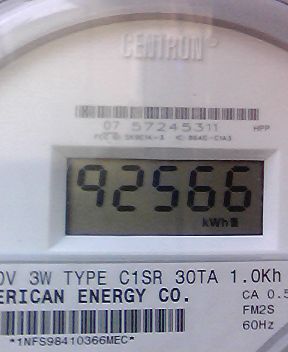 CENTRON®
07 57245311 HPP
92566
kWh
0V 3W TYPE C1SR 30TA 1.0Kh
ERICAN ENERGY CO. CA 0.5
FM2S
60Hz
*1NFS98410366MEC*